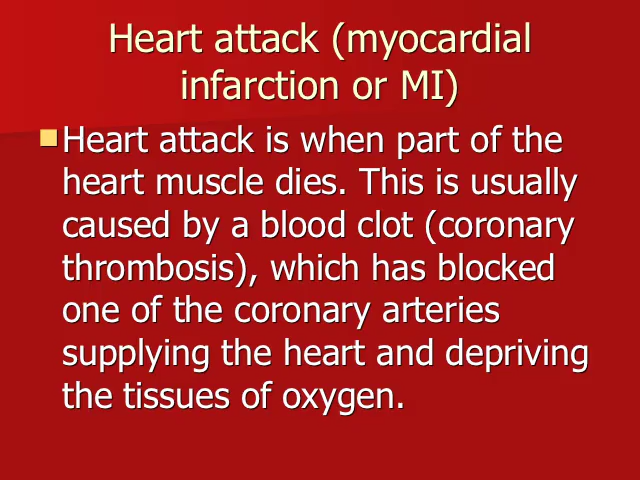 Heart attack (myocardial
infarction or MI)
Heart attack is when part of the
heart muscle dies. This is usually
caused by a blood clot (coronary
thrombosis), which has blocked
one of the coronary arteries
supplying the heart and depriving
the tissues of oxygen.